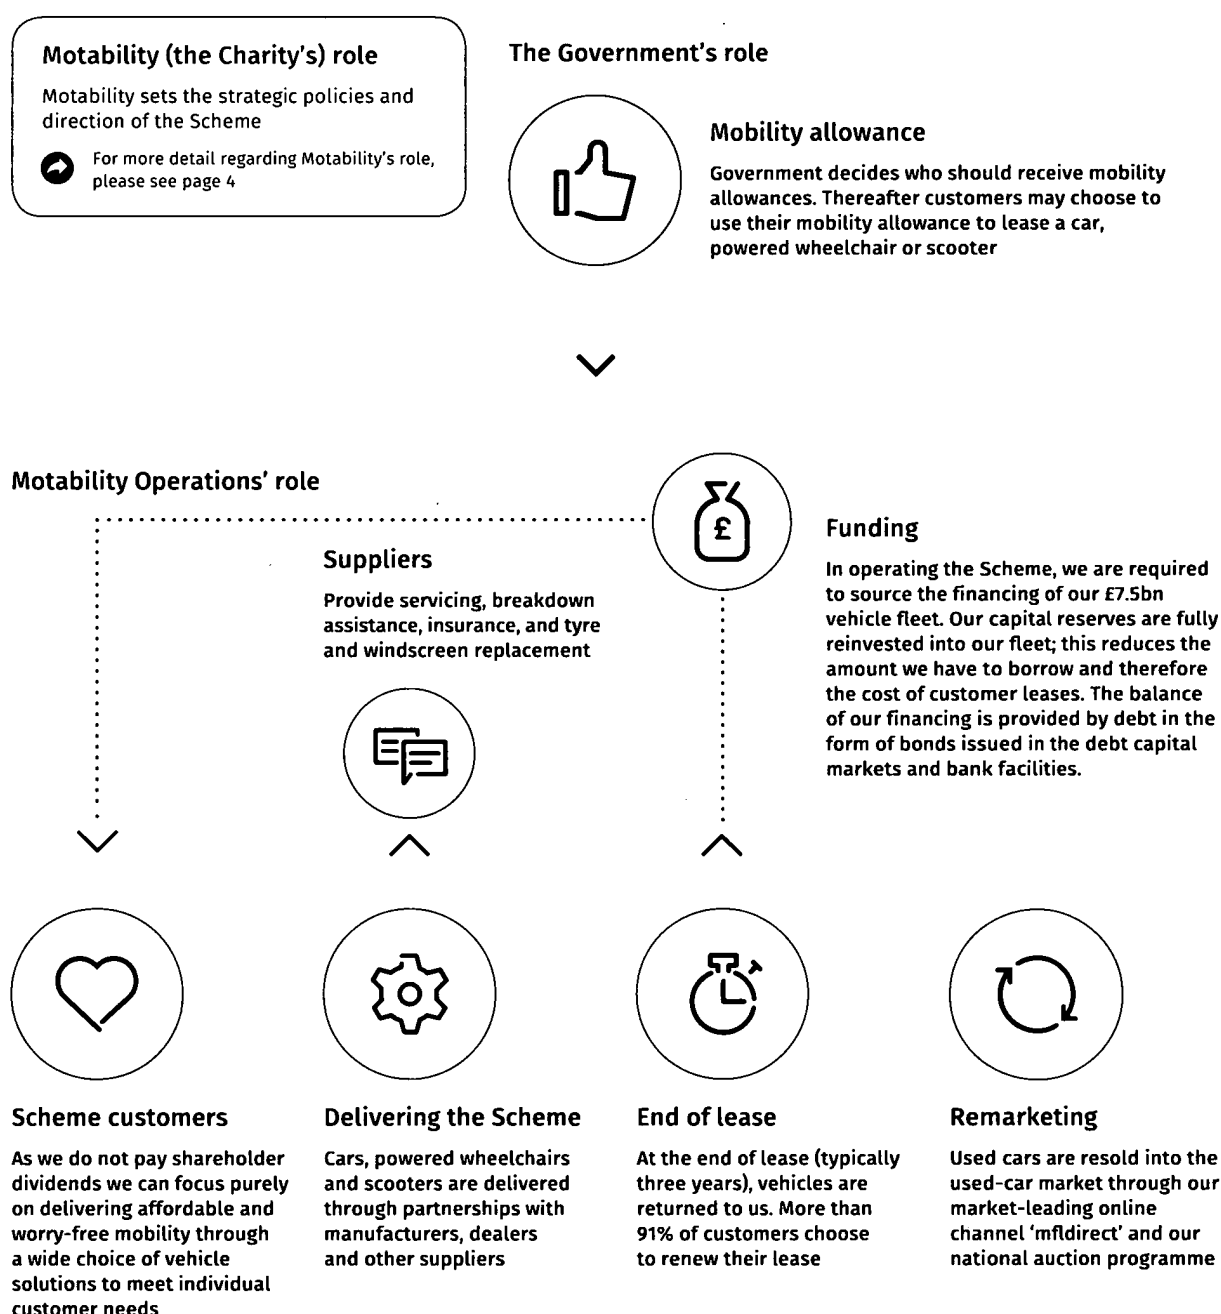 Motability (the Charity's) role
Motability sets the strategic policies and
direction of the Scheme
For more detail regarding Motability's role,
please see page 4
The Government's role
Mobility allowance
Government decides who should receive mobility
allowances. Thereafter customers may choose to
use their mobility allowance to lease a car,
powered wheelchair or scooter
Motability Operations' role
£
Funding
In operating the Scheme, we are required
to source the financing of our £7.5bn
vehicle fleet. Our capital reserves are fully
reinvested into our fleet; this reduces the
amount we have to borrow and therefore
the cost of customer leases. The balance
of our financing is provided by debt in the
form of bonds issued in the debt capital
markets and bank facilities.
Suppliers
Provide servicing, breakdown
assistance, insurance, and tyre
and windscreen replacement
Scheme customers
As we do not pay shareholder
dividends we can focus purely
on delivering affordable and
worry-free mobility through
a wide choice of vehicle
solutions to meet individual
customer needs
Delivering the Scheme
Cars, powered wheelchairs
and scooters are delivered
through partnerships with
manufacturers, dealers
and other suppliers
End of lease
At the end of lease (typically
three years), vehicles are
returned to us. More than
91% of customers choose
to renew their lease
Remarketing
Used cars are resold into the
used-car market through our
market-leading online
channel 'mfldirect' and our
national auction programme